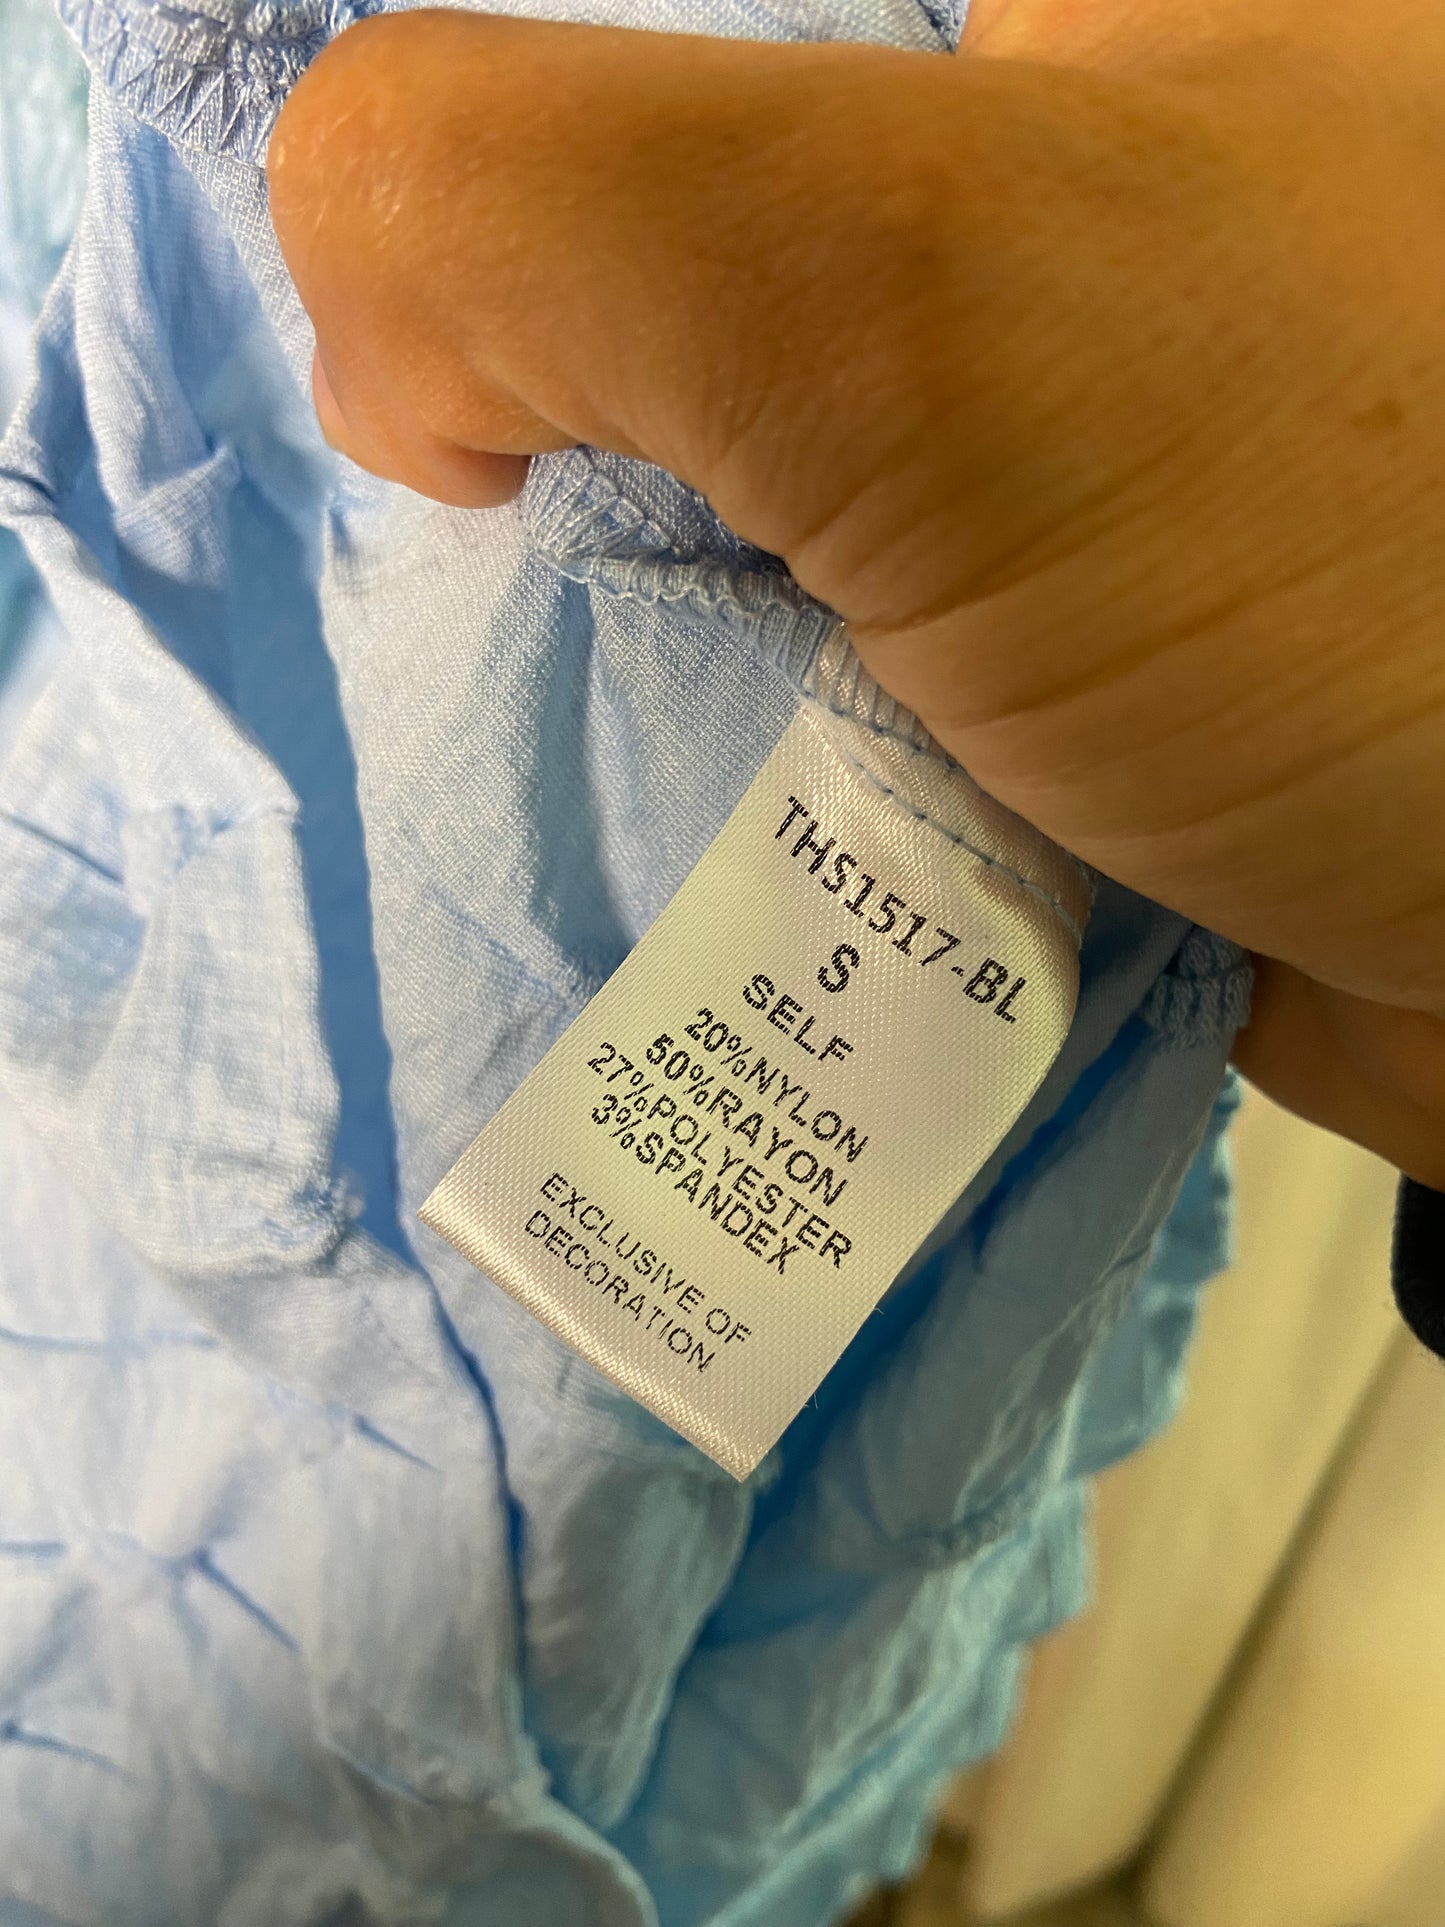 THS1517-BL
S
SELF
20%NYLON
50%RAYON
27%POLYESTER
3%SPANDEX
EXCLUSIVE OF
DECORATION